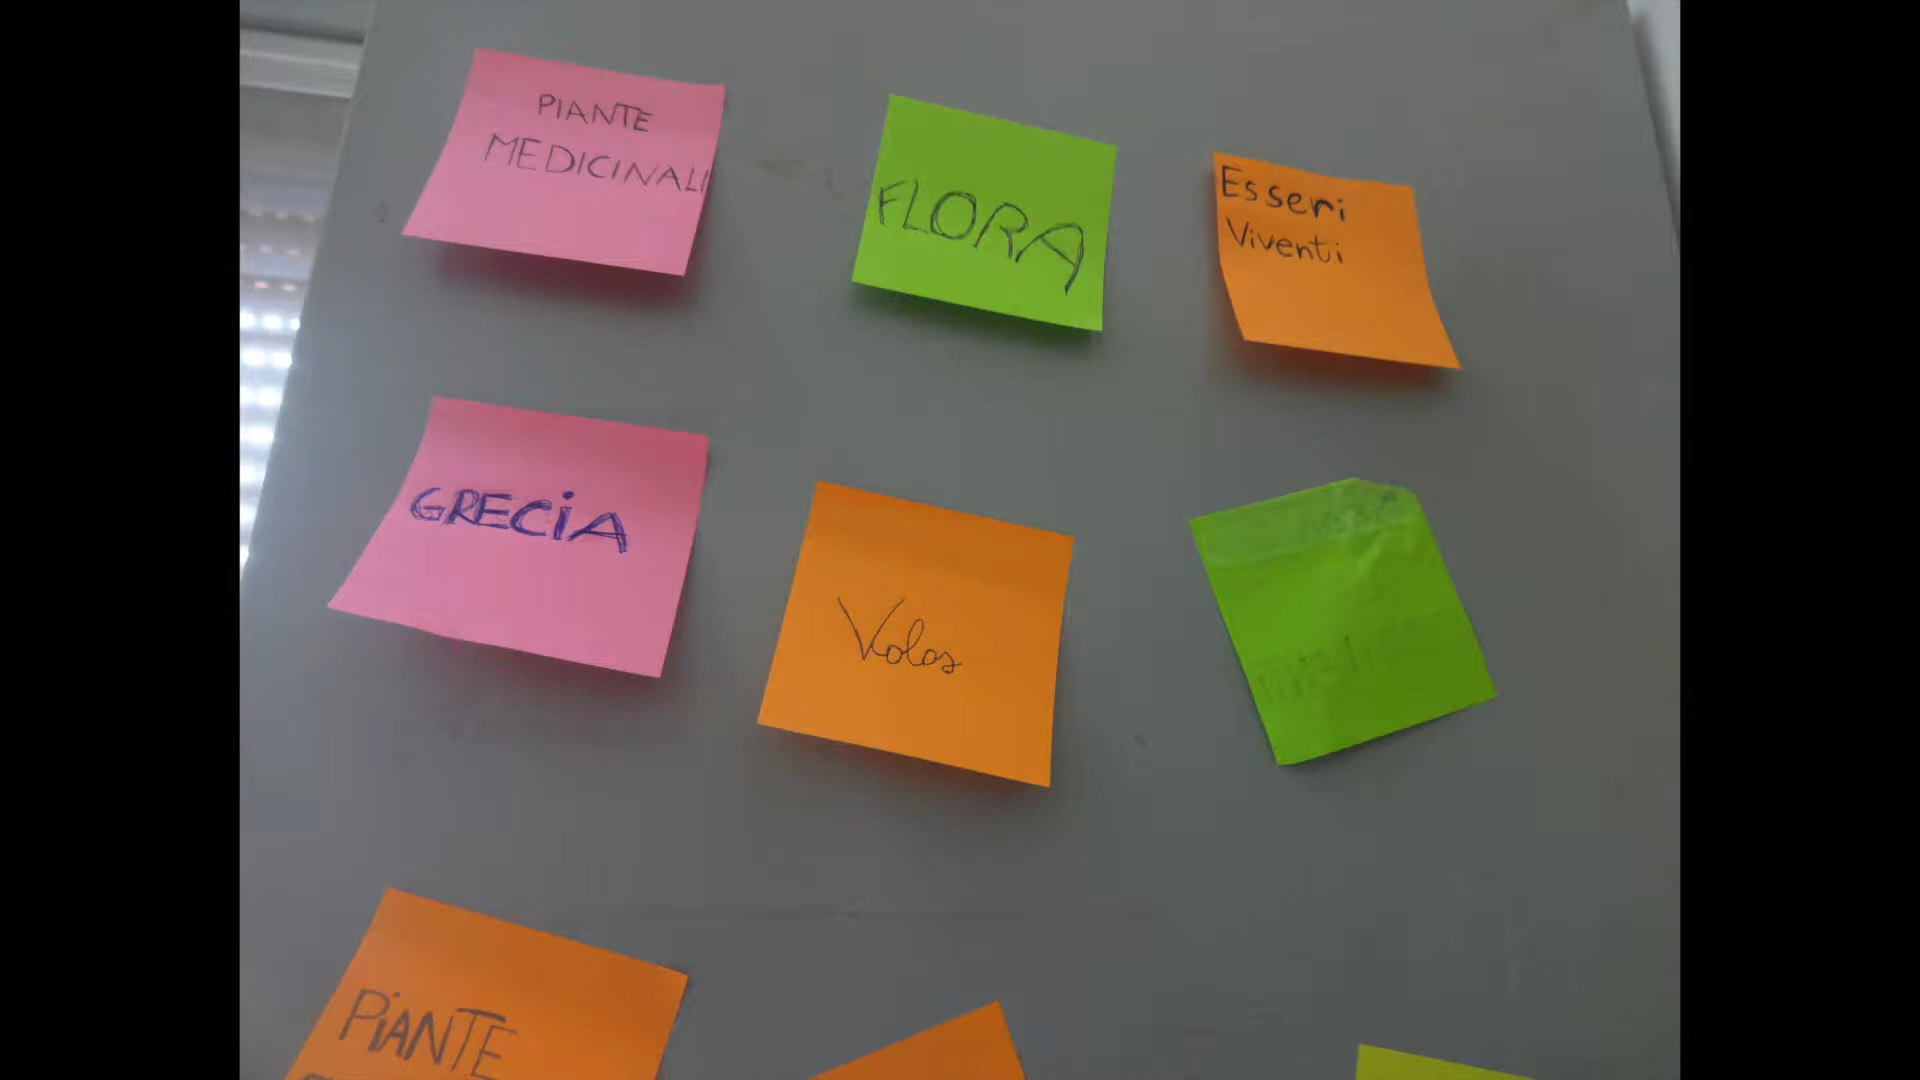 PIANTE
MEDICINALI
FLORA
Esseri
Viventi
GRECIA
Volos
PIANTE